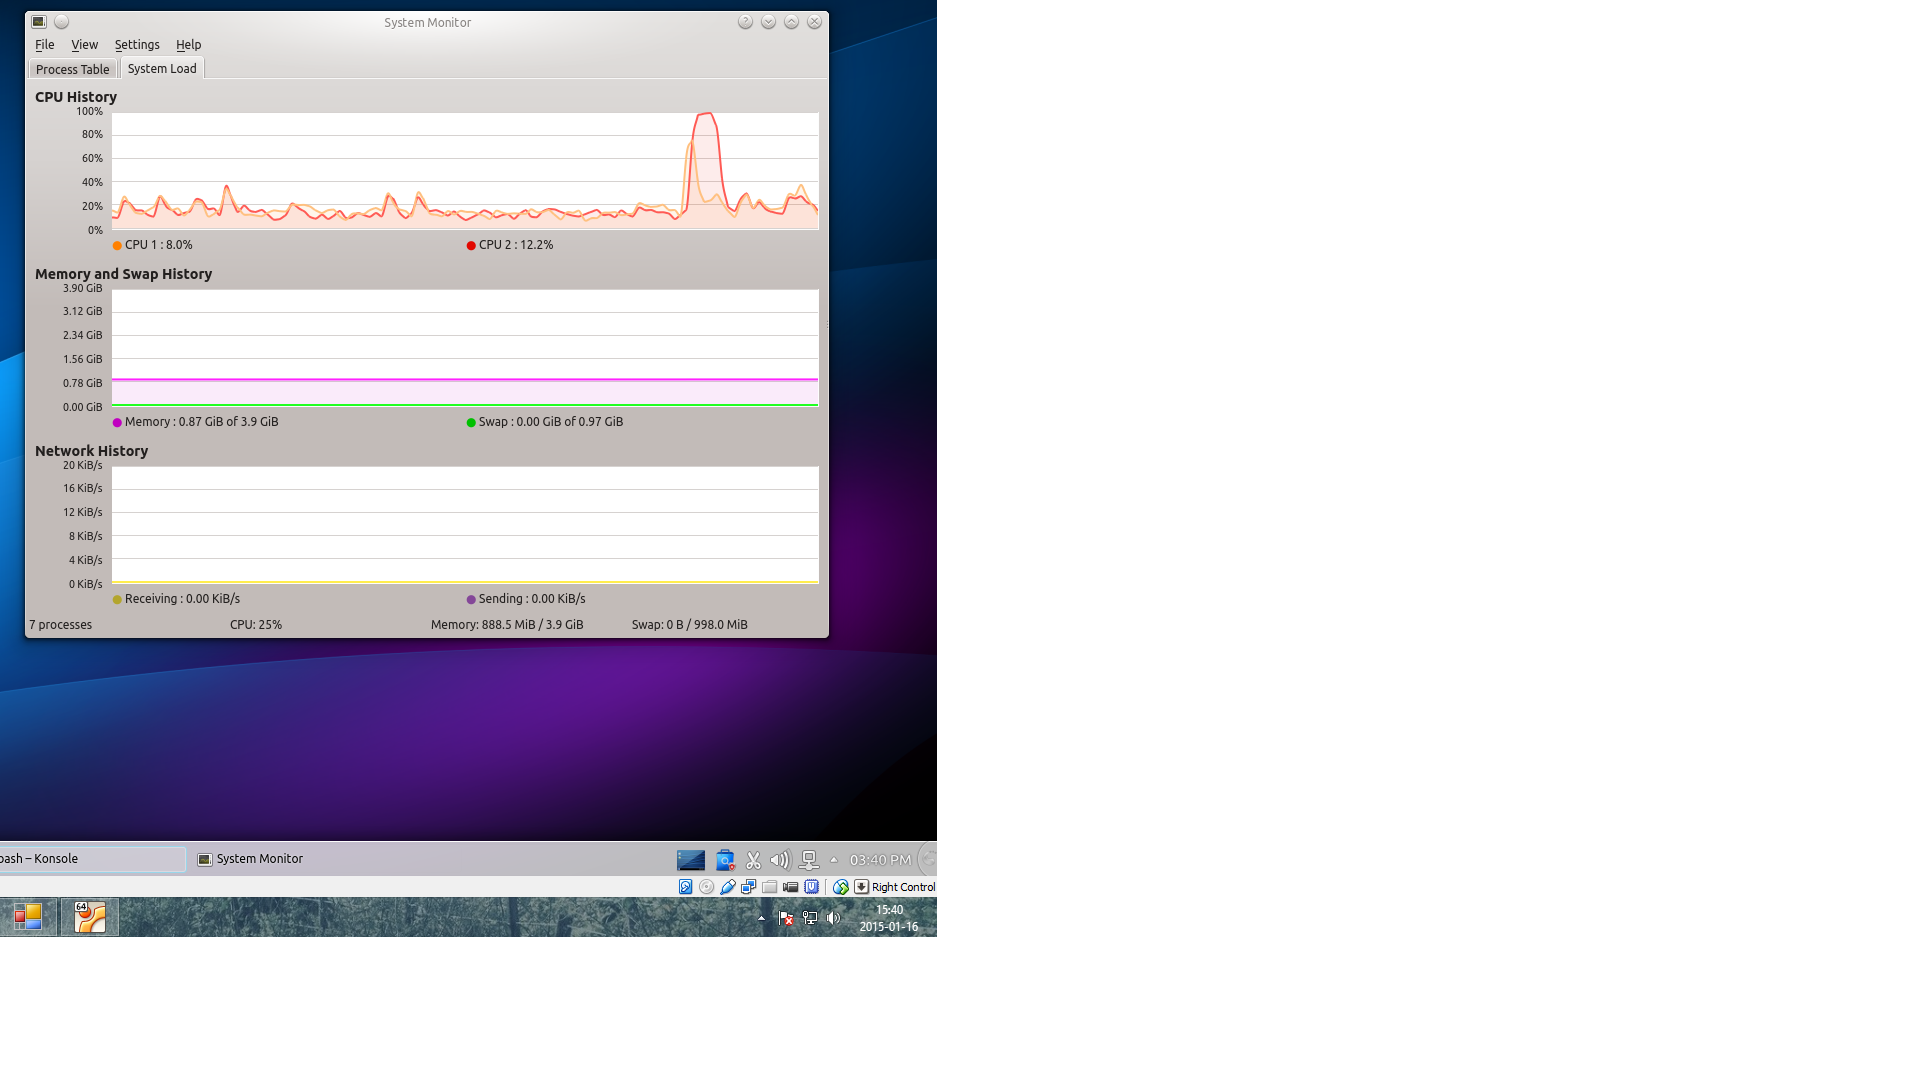 System Monitor
File View Settings Help
Process Table System Load
CPU History
100%
80%
60%
40%
20%
0%
CPU 1 : 8.0% CPU 2 : 12.2%
Memory and Swap History
3.90 GiB
3.12 GiB
2.34 GiB
1.56 GiB
0.78 GiB
0.00 GiB
Memory : 0.87 GiB of 3.9 GiB Swap : 0.00 GiB of 0.97 GiB
Network History
20 KiB/s
16 KiB/s
12 KiB/s
8 KiB/s
4 KiB/s
0 KiB/s
Receiving : 0.00 KiB/s Sending : 0.00 KiB/s
7 processes CPU: 25% Memory: 888.5 MiB / 3.9 GiB Swap: 0 B / 998.0 MiB
bash – Konsole System Monitor 03:40 PM
Right Control
64 15:40
2015-01-16